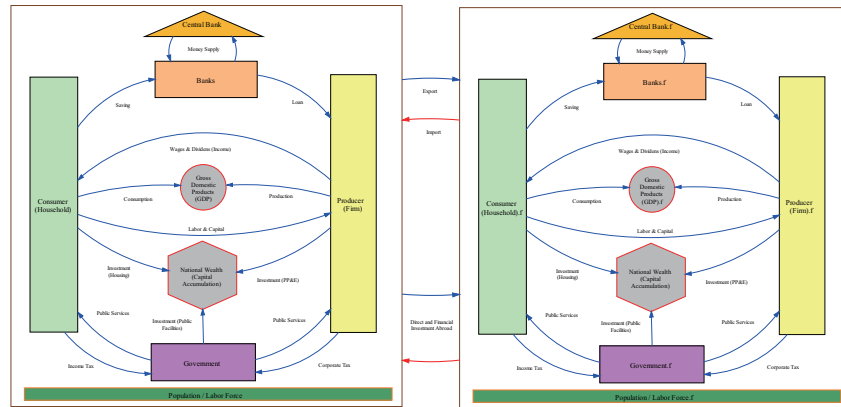 Central Bank
Money Supply
Banks
Saving
Loan
Wages & Dividens (Income)
Gross
Domestic
Products
(GDP)
Consumer
(Household)
Producer
(Firm)
Consumption
Production
Labor & Capital
National Wealth
(Capital
Accumulation)
Investment
(Housing)
Investment (PP&E)
Public Services
Investment (Public
Facilities)
Public Services
Government
Income Tax
Corporate Tax
Population / Labor Force
Export
Import
Direct and Financial
Investment Abroad
Central Bank.f
Money Supply
Banks.f
Saving
Loan
Wages & Dividens (Income)
Gross
Domestic
Products
(GDP).f
Consumer
(Household).f
Producer
(Firm).f
Consumption
Production
Labor & Capital
National Wealth
(Capital
Accumulation)
Investment
(Housing)
Investment (PP&E)
Public Services
Investment (Public
Facilities)
Public Services
Government.f
Income Tax
Corporate Tax
Population / Labor Force.f